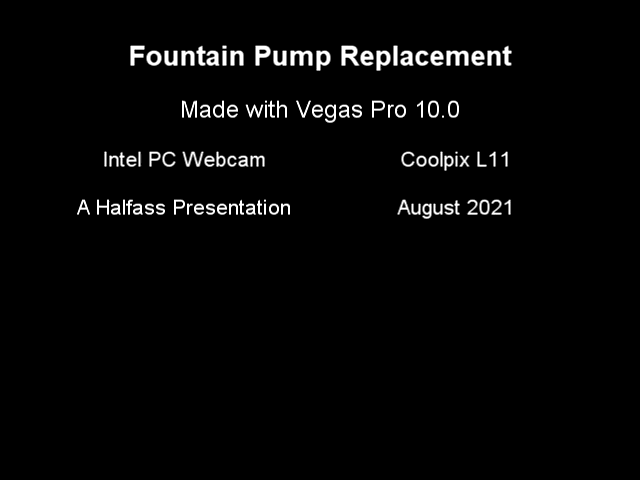 Fountain Pump Replacement
Made with Vegas Pro 10.0
Intel PC Webcam Coolpix L11
A Halfass Presentation August 2021